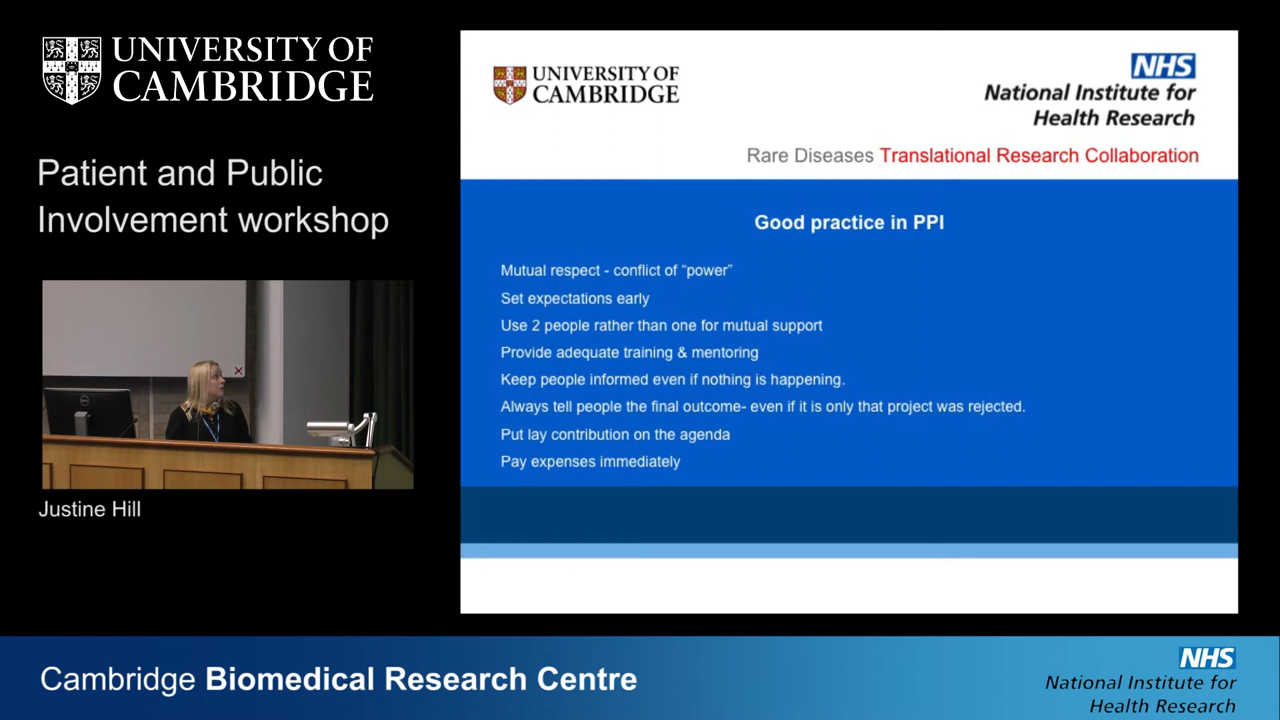 UNIVERSITY OF
CAMBRIDGE
Patient and Public
Involvement workshop
Justine Hill
UNIVERSITY OF
CAMBRIDGE
NHS
National Institute for
Health Research
Rare Diseases Translational Research Collaboration
Good practice in PPI
Mutual respect - conflict of “power”
Set expectations early
Use 2 people rather than one for mutual support
Provide adequate training & mentoring
Keep people informed even if nothing is happening.
Always tell people the final outcome- even if it is only that project was rejected.
Put lay contribution on the agenda
Pay expenses immediately
Cambridge Biomedical Research Centre
NHS
National Institute for
Health Research